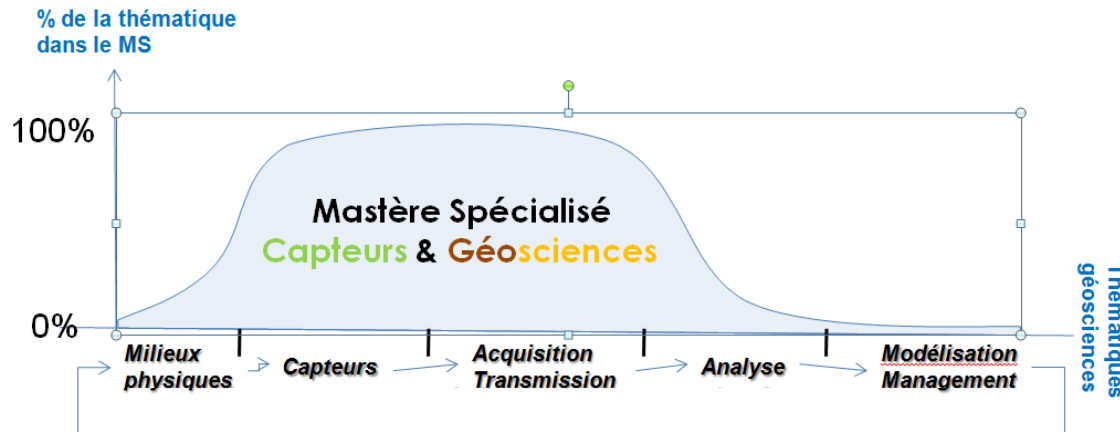 % de la thématique
dans le MS
100%
Mastère Spécialisé
Capteurs & Géosciences
0%
Thématiques
géosciences
Milieux
physiques
Capteurs
Acquisition
Transmission
Analyse
Modélisation
Management